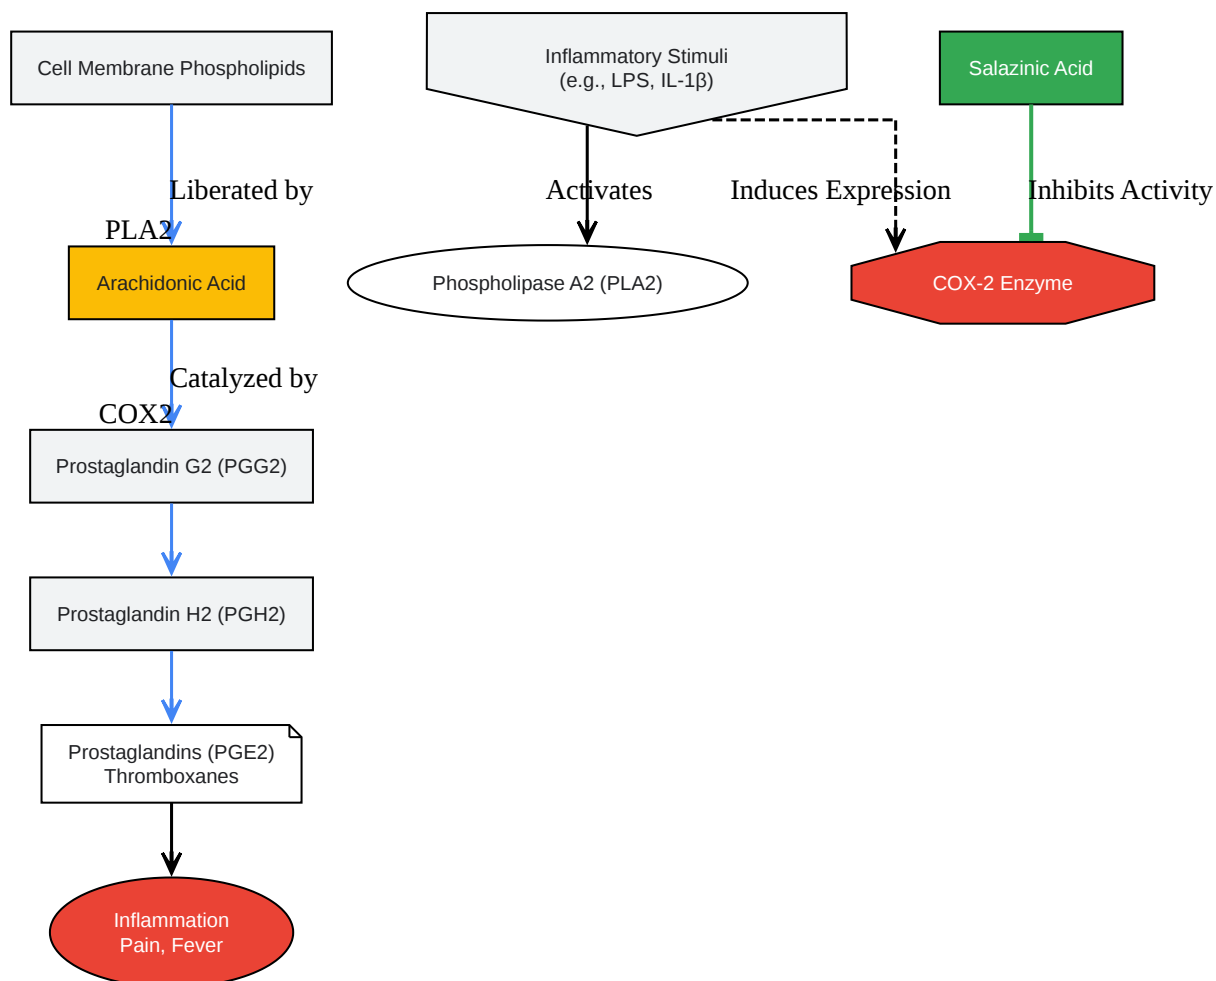 Cell Membrane Phospholipids
Inflammatory Stimuli
(e.g., LPS, IL-1β)
Salazinic Acid
Liberated by
PLA2
Activates
Induces Expression
Inhibits Activity
Arachidonic Acid
Phospholipase A2 (PLA2)
COX-2 Enzyme
Catalyzed by
COX2
Prostaglandin G2 (PGG2)
Prostaglandin H2 (PGH2)
Prostaglandins (PGE2)
Thromboxanes
Inflammation
Pain, Fever